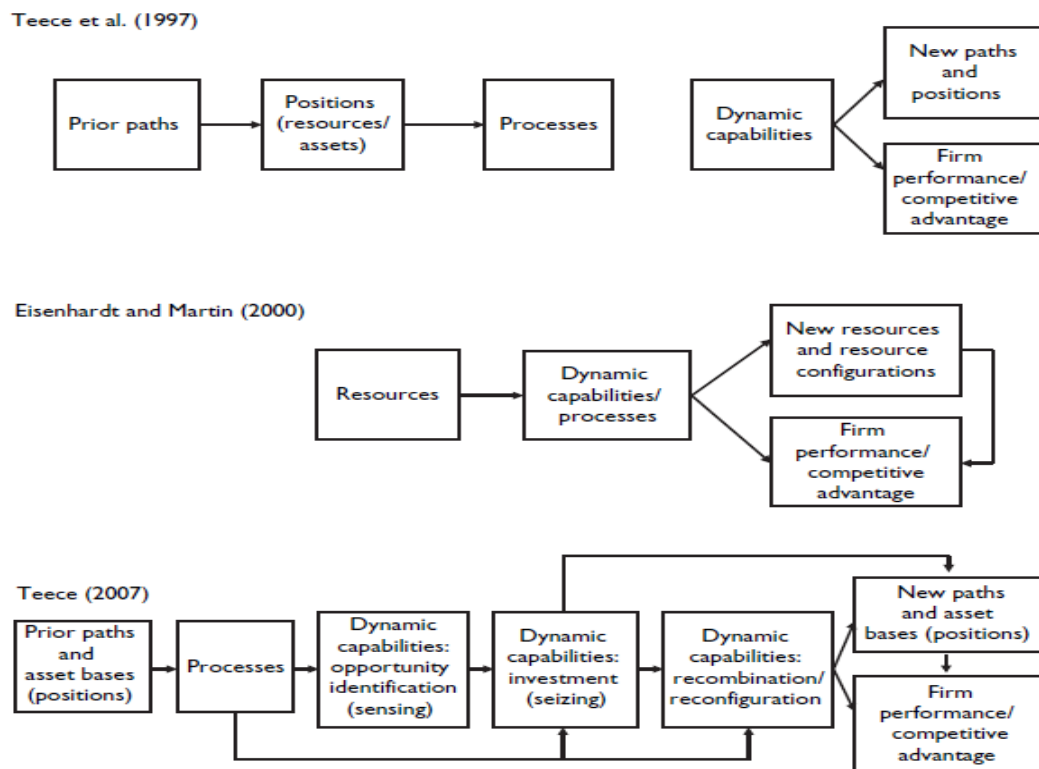 Teece et al. (1997)
Prior paths
Positions
(resources/
assets)
Processes
Dynamic
capabilities
New paths
and
positions
Firm
performance/
competitive
advantage
Eisenhardt and Martin (2000)
Resources
Dynamic
capabilities/
processes
New resources
and resource
configurations
Firm
performance/
competitive
advantage
Teece (2007)
Prior paths
and
asset bases
(positions)
Processes
Dynamic
capabilities:
opportunity
identification
(sensing)
Dynamic
capabilities:
investment
(seizing)
Dynamic
capabilities:
recombination/
reconfiguration
New paths
and asset
bases (positions)
Firm
performance/
competitive
advantage